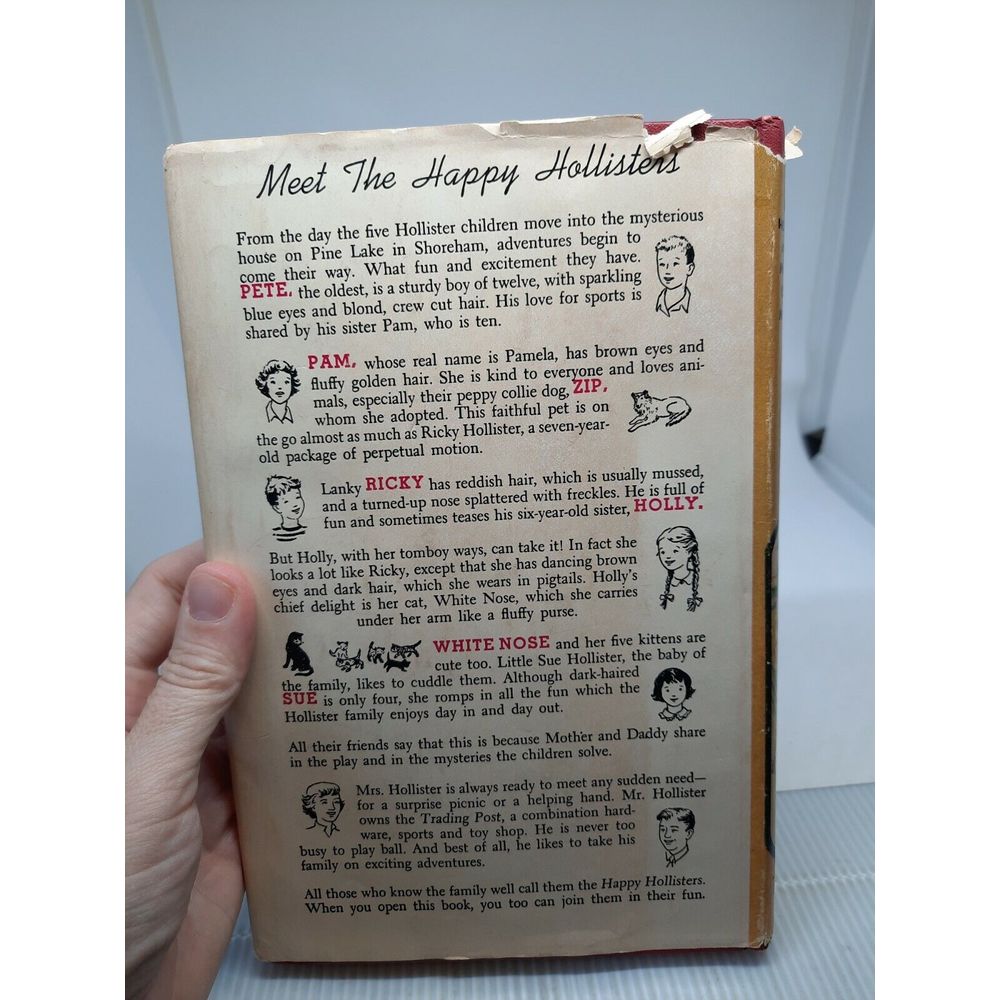 Meet The Happy Hollisters
From the day the five Hollister children move into the mysterious
house on Pine Lake in Shoreham, adventures begin to
come their way. What fun and excitement they have.
PETE, the oldest, is a sturdy boy of twelve, with sparkling
blue eyes and blond, crew cut hair. His love for sports is
shared by his sister Pam, who is ten.
PAM, whose real name is Pamela, has brown eyes and
fluffy golden hair. She is kind to everyone and loves ani-
mals, especially their peppy collie dog, ZIP,
whom she adopted. This faithful pet is on
the go almost as much as Ricky Hollister, a seven-year-
old package of perpetual motion.
Lanky RICKY has reddish hair, which is usually mussed,
and a turned-up nose splattered with freckles. He is full of
fun and sometimes teases his six-year-old sister, HOLLY.
But Holly, with her tomboy ways, can take it! In fact she
looks a lot like Ricky, except that she has dancing brown
eyes and dark hair, which she wears in pigtails. Holly's
chief delight is her cat, White Nose, which she carries
under her arm like a fluffy purse.
WHITE NOSE and her five kittens are
cute too. Little Sue Hollister, the baby of
the family, likes to cuddle them. Although dark-haired
SUE is only four, she romps in all the fun which the
Hollister family enjoys day in and day out.
All their friends say that this is because Mother and Daddy share
in the play and in the mysteries the children solve.
Mrs. Hollister is always ready to meet any sudden need—
for a surprise picnic or a helping hand. Mr. Hollister
owns the Trading Post, a combination hard-
ware, sports and toy shop. He is never too
busy to play ball. And best of all, he likes to take his
family on exciting adventures.
All those who know the family well call them the Happy Hollisters.
When you open this book, you too can join them in their fun.